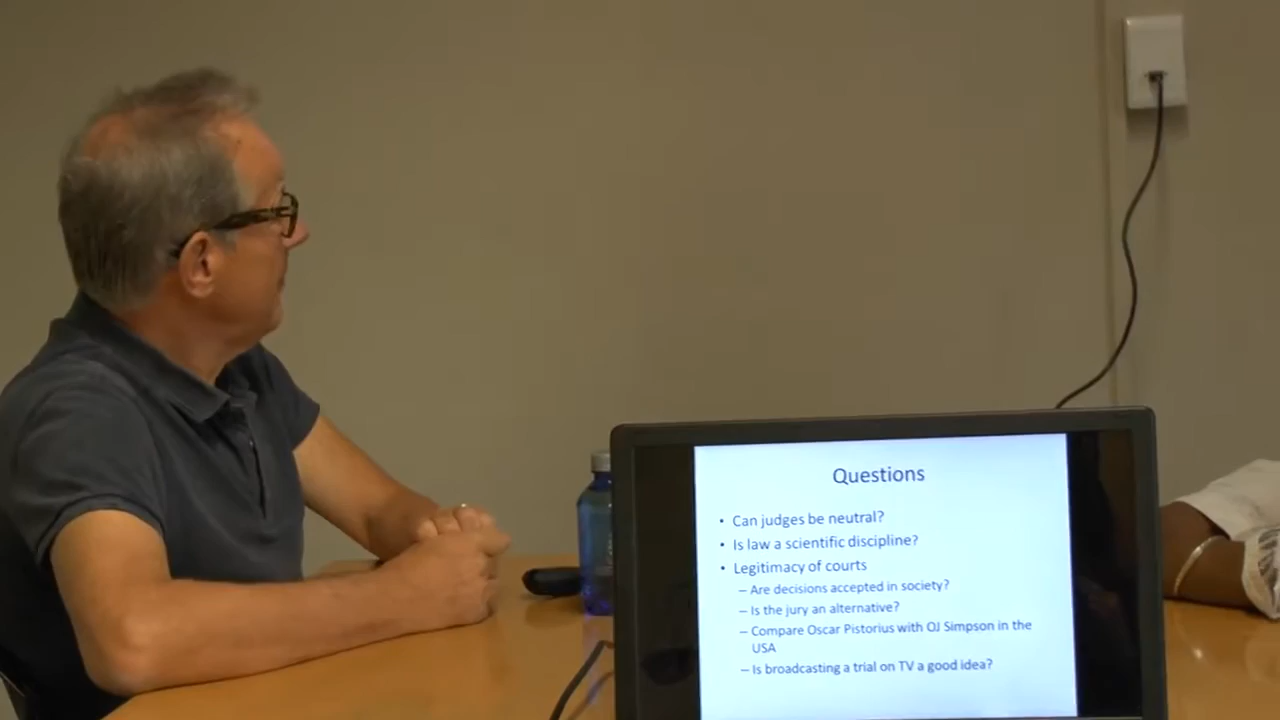 Questions
• Can judges be neutral?
• Is law a scientific discipline?
• Legitimacy of courts
– Are decisions accepted in society?
– Is the jury an alternative?
– Compare Oscar Pistorius with OJ Simpson in the
USA
– Is broadcasting a trial on TV a good idea?